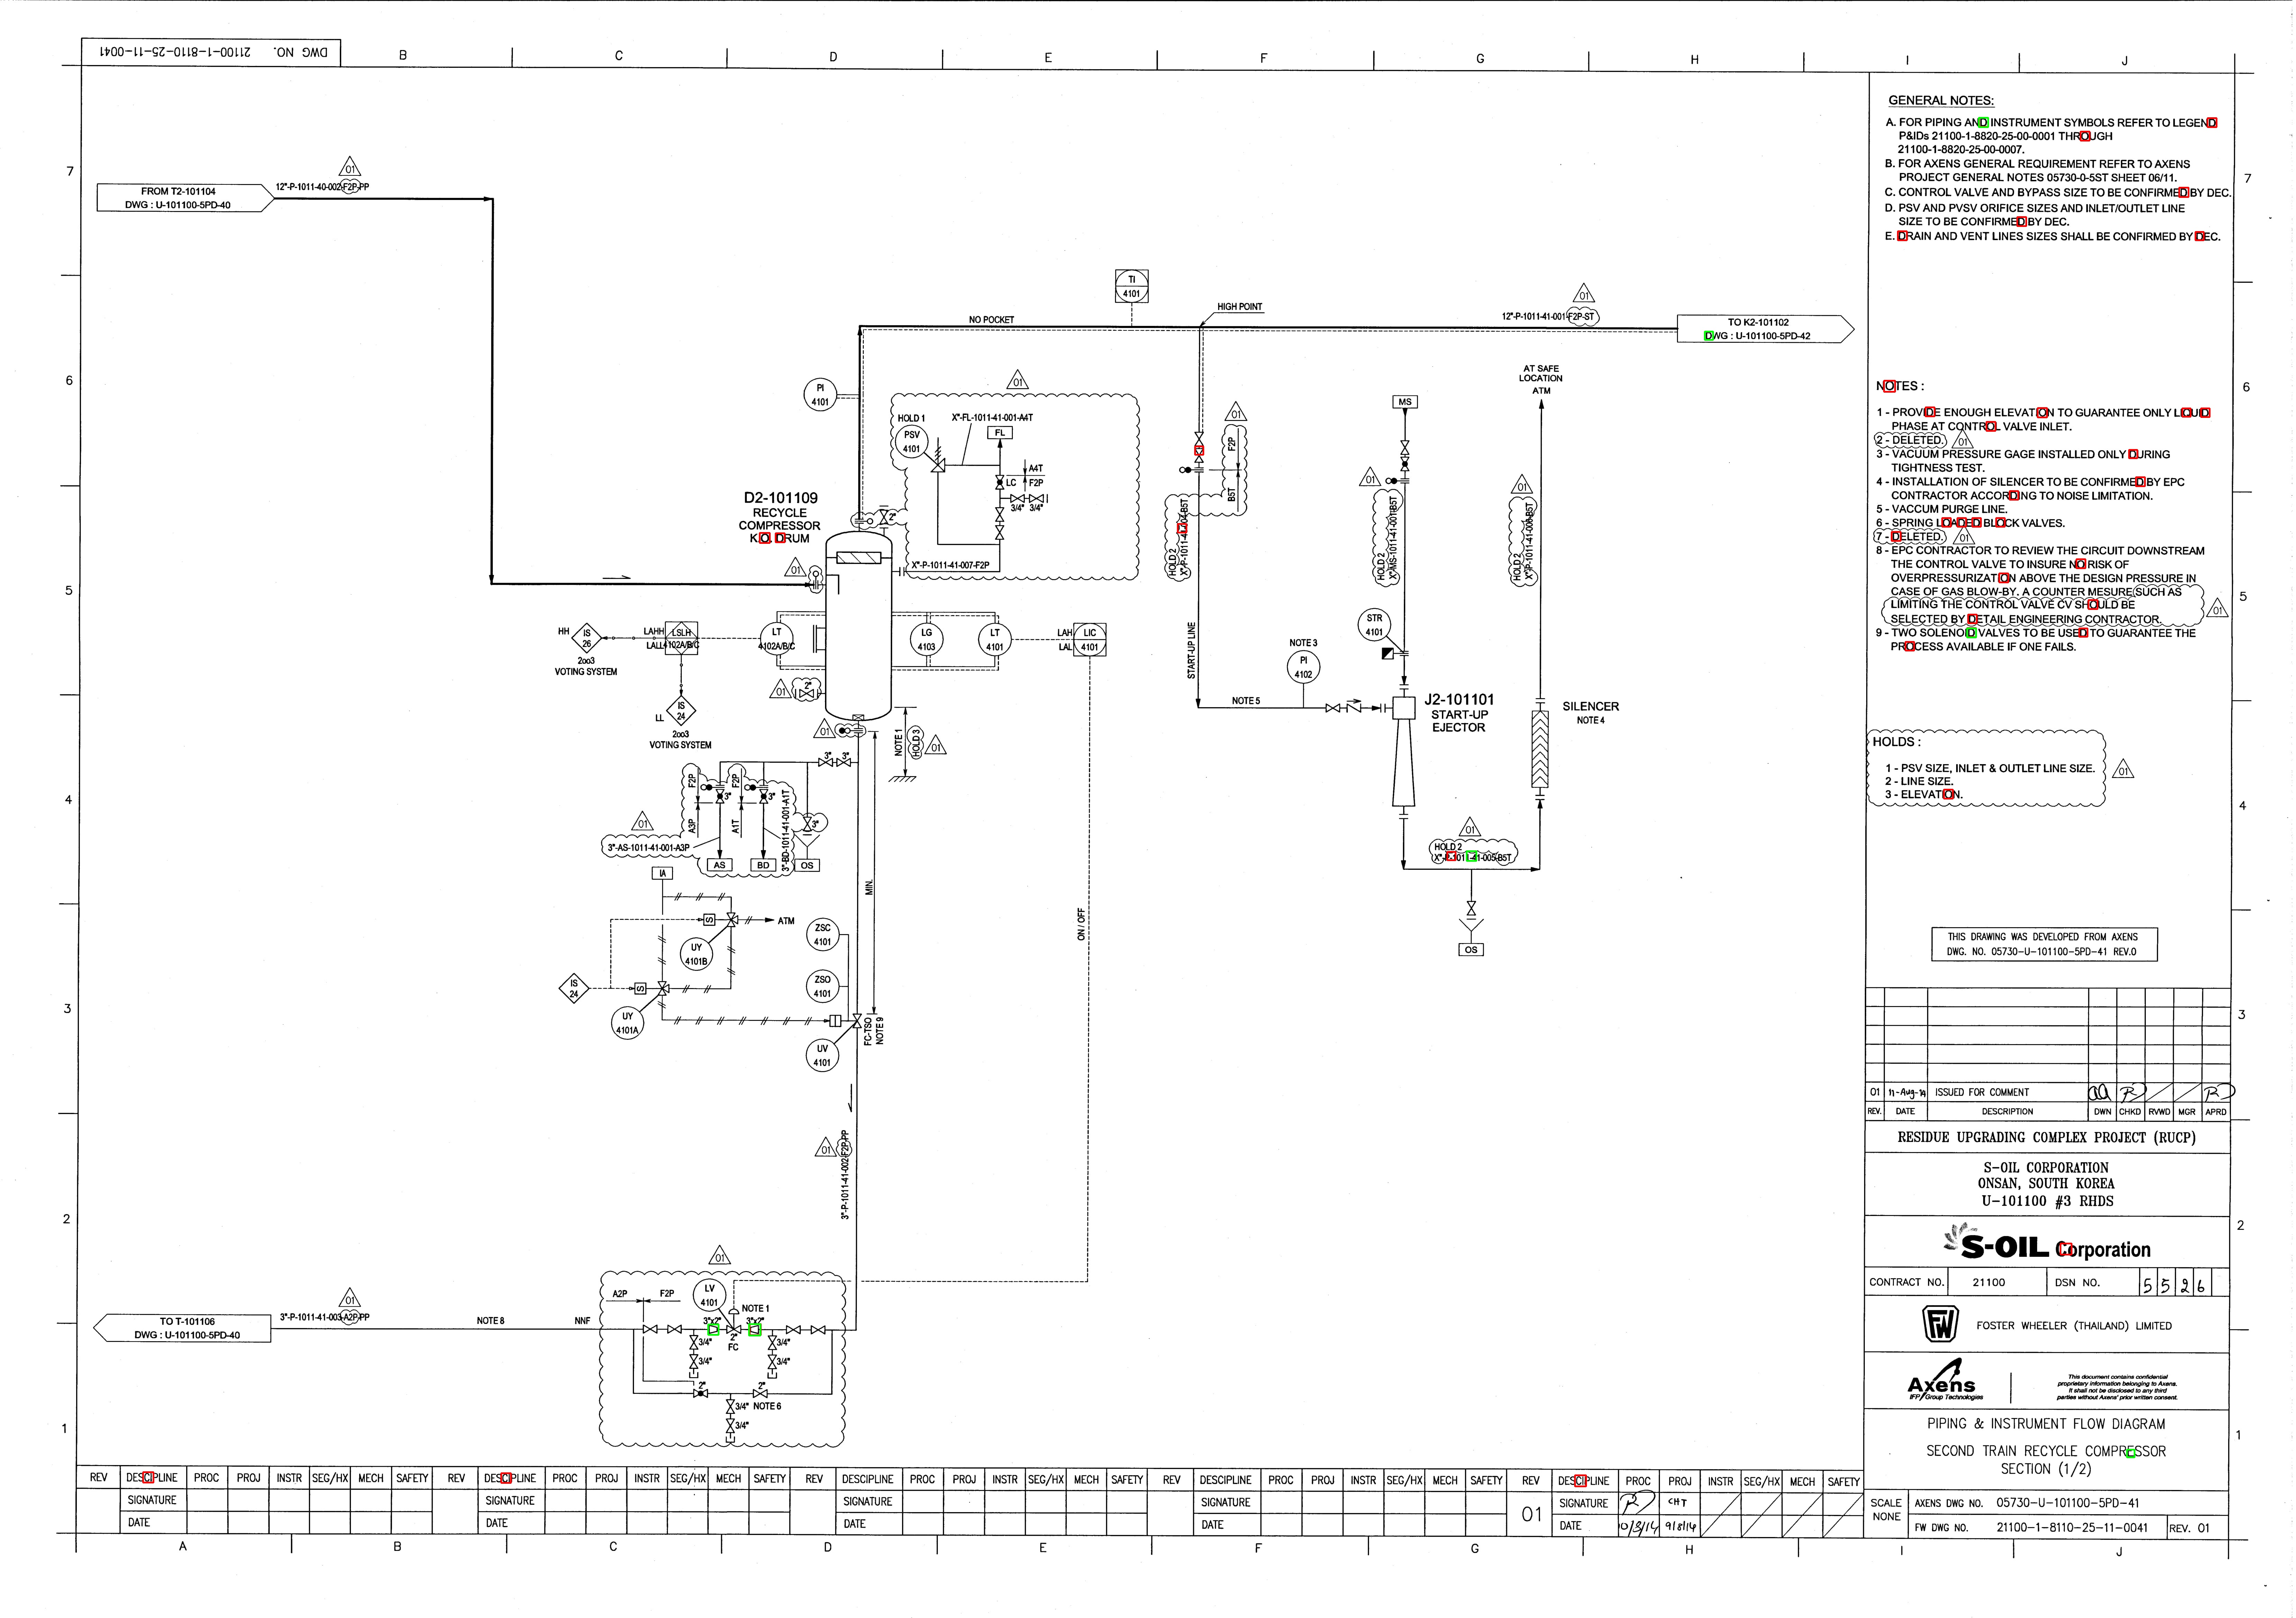 DWG NO. 21100-1-8110-25-11-0041
B C D E F G H I J
7
FROM T2-101104
DWG : U-101100-5PD-40
12"-P-1011-40-002-F2P-PP
01
TI
4101
NO POCKET
HIGH POINT
12"-P-1011-41-001-F2P-ST
01
TO K2-101102
DWG : U-101100-5PD-42
6
PI
4101
01
HOLD 1
X"-FL-1011-41-001-A4T
PSV
4101
FL
A4T
LC
F2P
3/4" 3/4"
X"-P-1011-41-007-F2P
D2-101109
RECYCLE
COMPRESSOR
K.O. DRUM
2"
01
01
F2P
B5T
HOLD 2
START-UP LINE
MS
01
HOLD 2
X"-MS-1011-41-001-B5T
AT SAFE
LOCATION
ATM
01
HOLD 2
X"-P-1011-41-006-B5T
5
HH
IS
26
2oo3
VOTING SYSTEM
LAHH
LALL
LSLH
4102A/B/C
LT
4102A/B/C
LG
4103
LT
4101
LAH
LAL
LIC
4101
LL
IS
24
2oo3
VOTING SYSTEM
01
2"
01
NOTE 1
HOLD 3
01
STR
4101
NOTE 3
PI
4102
NOTE 5
J2-101101
START-UP
EJECTOR
SILENCER
NOTE 4
4
3" 3"
F2P
F2P
3"
3"
A3P
A1T
3"
01
3"-AS-1011-41-001-A3P
3"-BD-1011-41-001-A1T
AS
BD
OS
MIN.
ON / OFF
01
HOLD 2
X"-P-1011-41-005-B5T
OS
IA
S
ATM
UY
4101B
ZSC
4101
ZSO
4101
IS
24
S
UY
4101A
FC-TSO
NOTE 9
UV
4101
3
01
3"-P-1011-41-002-F2P-PP
2
01
A2P
F2P
LV
4101
NOTE 1
3"x2"
3"x2"
2"
FC
3/4"
3/4"
3/4"
3/4"
2"
2"
3/4" NOTE 6
3/4"
TO T-101106
DWG : U-101100-5PD-40
01
3"-P-1011-41-003-A2P-PP
NOTE 8
NNF
1
GENERAL NOTES:
A. FOR PIPING AND INSTRUMENT SYMBOLS REFER TO LEGEND
P&IDs 21100-1-8820-25-00-0001 THROUGH
21100-1-8820-25-00-0007.
B. FOR AXENS GENERAL REQUIREMENT REFER TO AXENS
PROJECT GENERAL NOTES 05730-0-5ST SHEET 06/11.
C. CONTROL VALVE AND BYPASS SIZE TO BE CONFIRMED BY DEC.
D. PSV AND PVSV ORIFICE SIZES AND INLET/OUTLET LINE
SIZE TO BE CONFIRMED BY DEC.
E. DRAIN AND VENT LINES SIZES SHALL BE CONFIRMED BY DEC.
NOTES :
1 - PROVIDE ENOUGH ELEVATION TO GUARANTEE ONLY LIQUID
PHASE AT CONTROL VALVE INLET.
2 - DELETED. 01
3 - VACUUM PRESSURE GAGE INSTALLED ONLY DURING
TIGHTNESS TEST.
4 - INSTALLATION OF SILENCER TO BE CONFIRMED BY EPC
CONTRACTOR ACCORDING TO NOISE LIMITATION.
5 - VACCUM PURGE LINE.
6 - SPRING LOADED BLOCK VALVES.
7 - DELETED. 01
8 - EPC CONTRACTOR TO REVIEW THE CIRCUIT DOWNSTREAM
THE CONTROL VALVE TO INSURE NO RISK OF
OVERPRESSURIZATION ABOVE THE DESIGN PRESSURE IN
CASE OF GAS BLOW-BY. A COUNTER MESURE SUCH AS
LIMITING THE CONTROL VALVE CV SHOULD BE
SELECTED BY DETAIL ENGINEERING CONTRACTOR.
01
9 - TWO SOLENOID VALVES TO BE USED TO GUARANTEE THE
PROCESS AVAILABLE IF ONE FAILS.
HOLDS :
1 - PSV SIZE, INLET & OUTLET LINE SIZE.
2 - LINE SIZE.
3 - ELEVATION.
01
THIS DRAWING WAS DEVELOPED FROM AXENS
DWG. NO. 05730-U-101100-5PD-41 REV.0
01 11-Aug-14 ISSUED FOR COMMENT
REV. DATE DESCRIPTION DWN CHKD RVWD MGR APRD
RESIDUE UPGRADING COMPLEX PROJECT (RUCP)
S-OIL CORPORATION
ONSAN, SOUTH KOREA
U-101100 #3 RHDS
S-OIL Corporation
CONTRACT NO. 21100 DSN NO. 5 5 2 6
FW FOSTER WHEELER (THAILAND) LIMITED
Axens
IFP Group Technologies
This document contains confidential
proprietary information belonging to Axens.
It shall not be disclosed to any third
parties without Axens' prior written consent.
PIPING & INSTRUMENT FLOW DIAGRAM
SECOND TRAIN RECYCLE COMPRESSOR
SECTION (1/2)
SCALE NONE
AXENS DWG NO. 05730-U-101100-5PD-41
FW DWG NO. 21100-1-8110-25-11-0041 REV. 01
REV DESCIPLINE PROC PROJ INSTR SEG/HX MECH SAFETY REV DESCIPLINE PROC PROJ INSTR SEG/HX MECH SAFETY REV DESCIPLINE PROC PROJ INSTR SEG/HX MECH SAFETY REV DESCIPLINE PROC PROJ INSTR SEG/HX MECH SAFETY REV DESCIPLINE PROC PROJ INSTR SEG/HX MECH SAFETY
SIGNATURE SIGNATURE SIGNATURE SIGNATURE 01 SIGNATURE CHT
DATE DATE DATE DATE DATE 9/8/14
A B C D E F G H I J